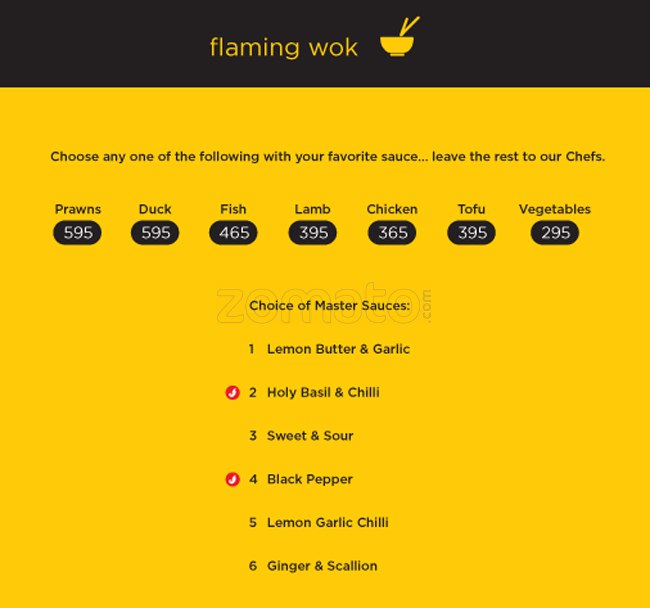 flaming wok
Choose any one of the following with your favorite sauce... leave the rest to our Chefs.
Prawns Duck Fish Lamb Chicken Tofu Vegetables
595 595 465 395 365 395 295
zomato.com
Choice of Master Sauces:
1 Lemon Butter & Garlic
2 Holy Basil & Chilli
3 Sweet & Sour
4 Black Pepper
5 Lemon Garlic Chilli
6 Ginger & Scallion